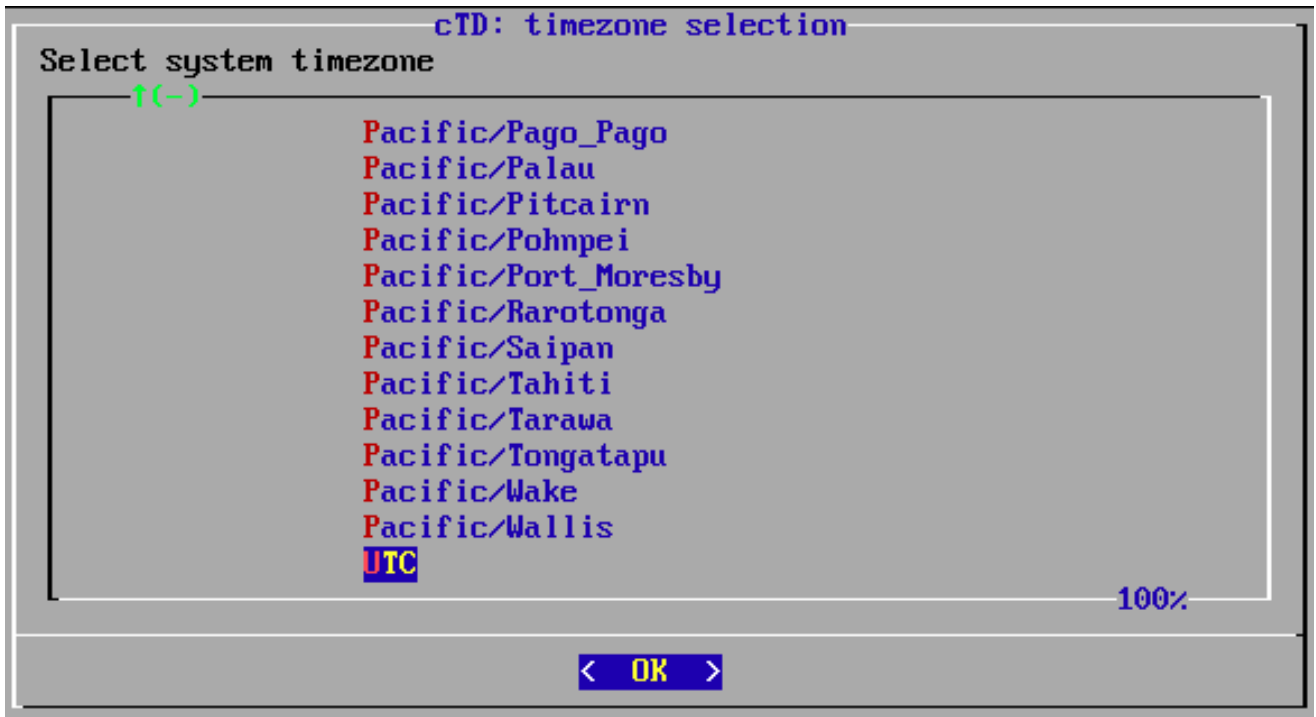 cTD: timezone selection
Select system timezone
↑(-)
Pacific/Pago_Pago
Pacific/Palau
Pacific/Pitcairn
Pacific/Pohnpei
Pacific/Port_Moresby
Pacific/Rarotonga
Pacific/Saipan
Pacific/Tahiti
Pacific/Tarawa
Pacific/Tongatapu
Pacific/Wake
Pacific/Wallis
UTC
100%
< OK >